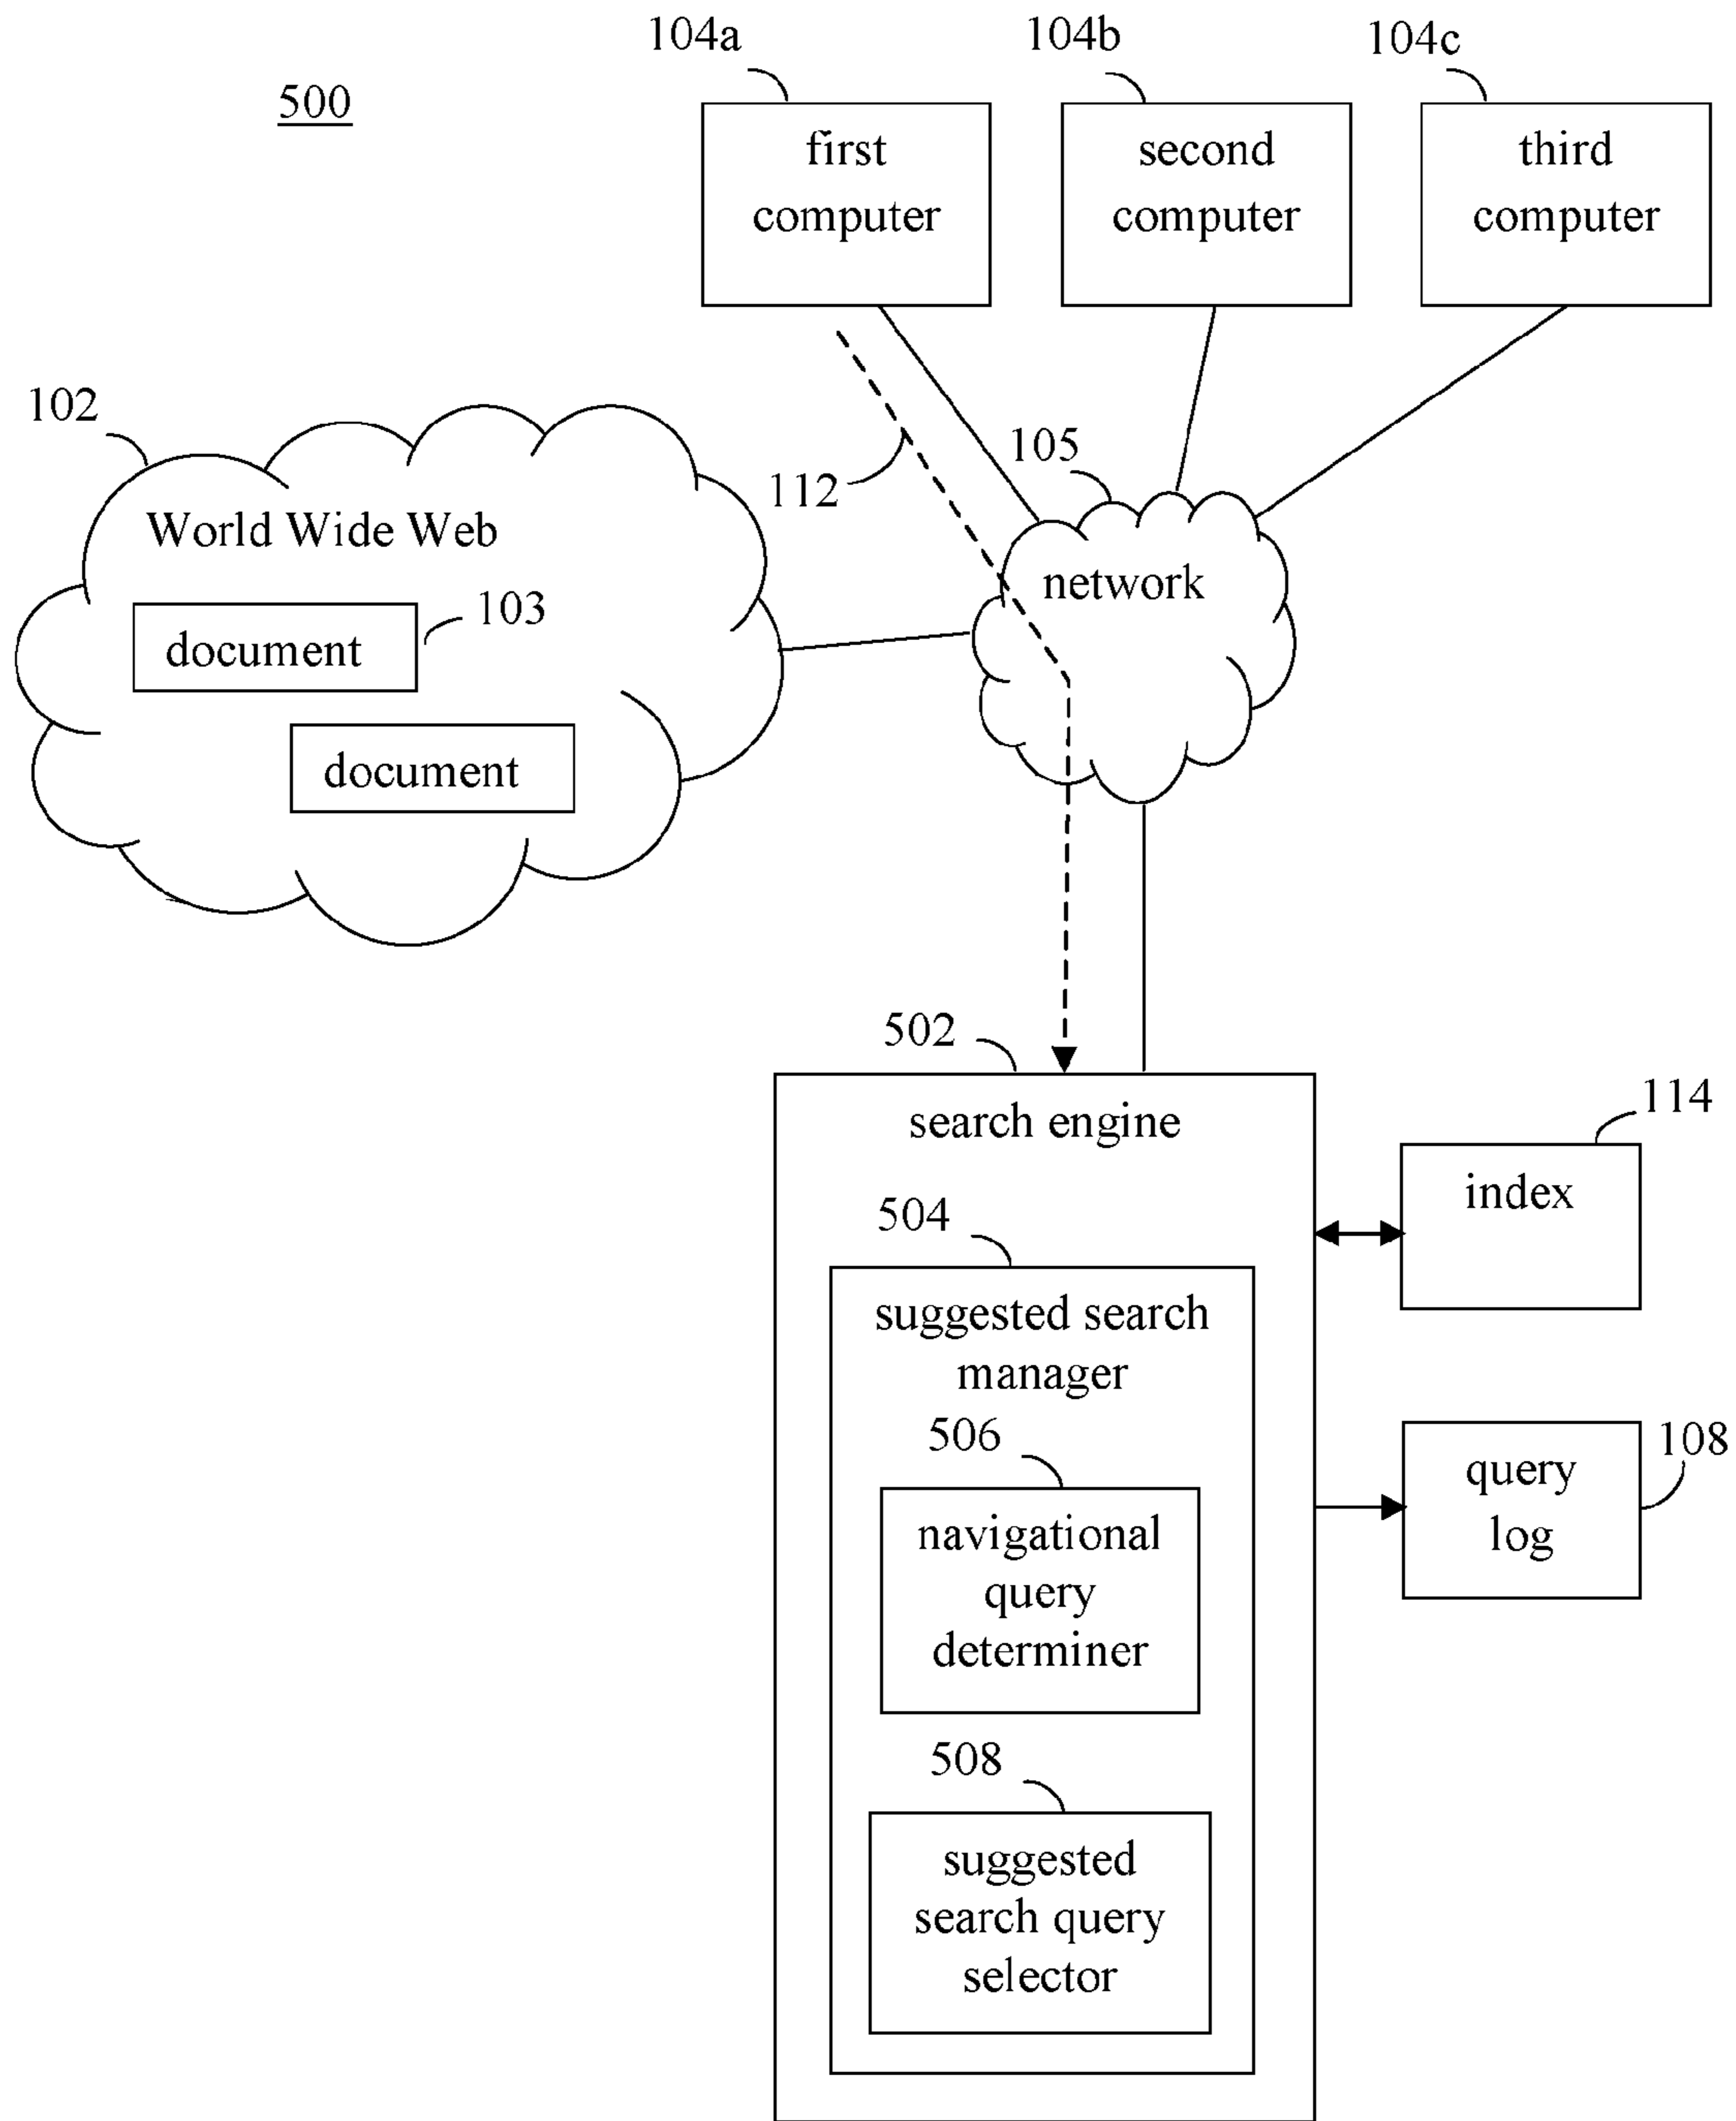 104a
104b
104c
500
first
computer
second
computer
third
computer
102
105
112
World Wide Web
network
document
103
document
502
search engine
114
index
504
suggested search
manager
506
navigational
query
determiner
query
log
108
508
suggested
search query
selector